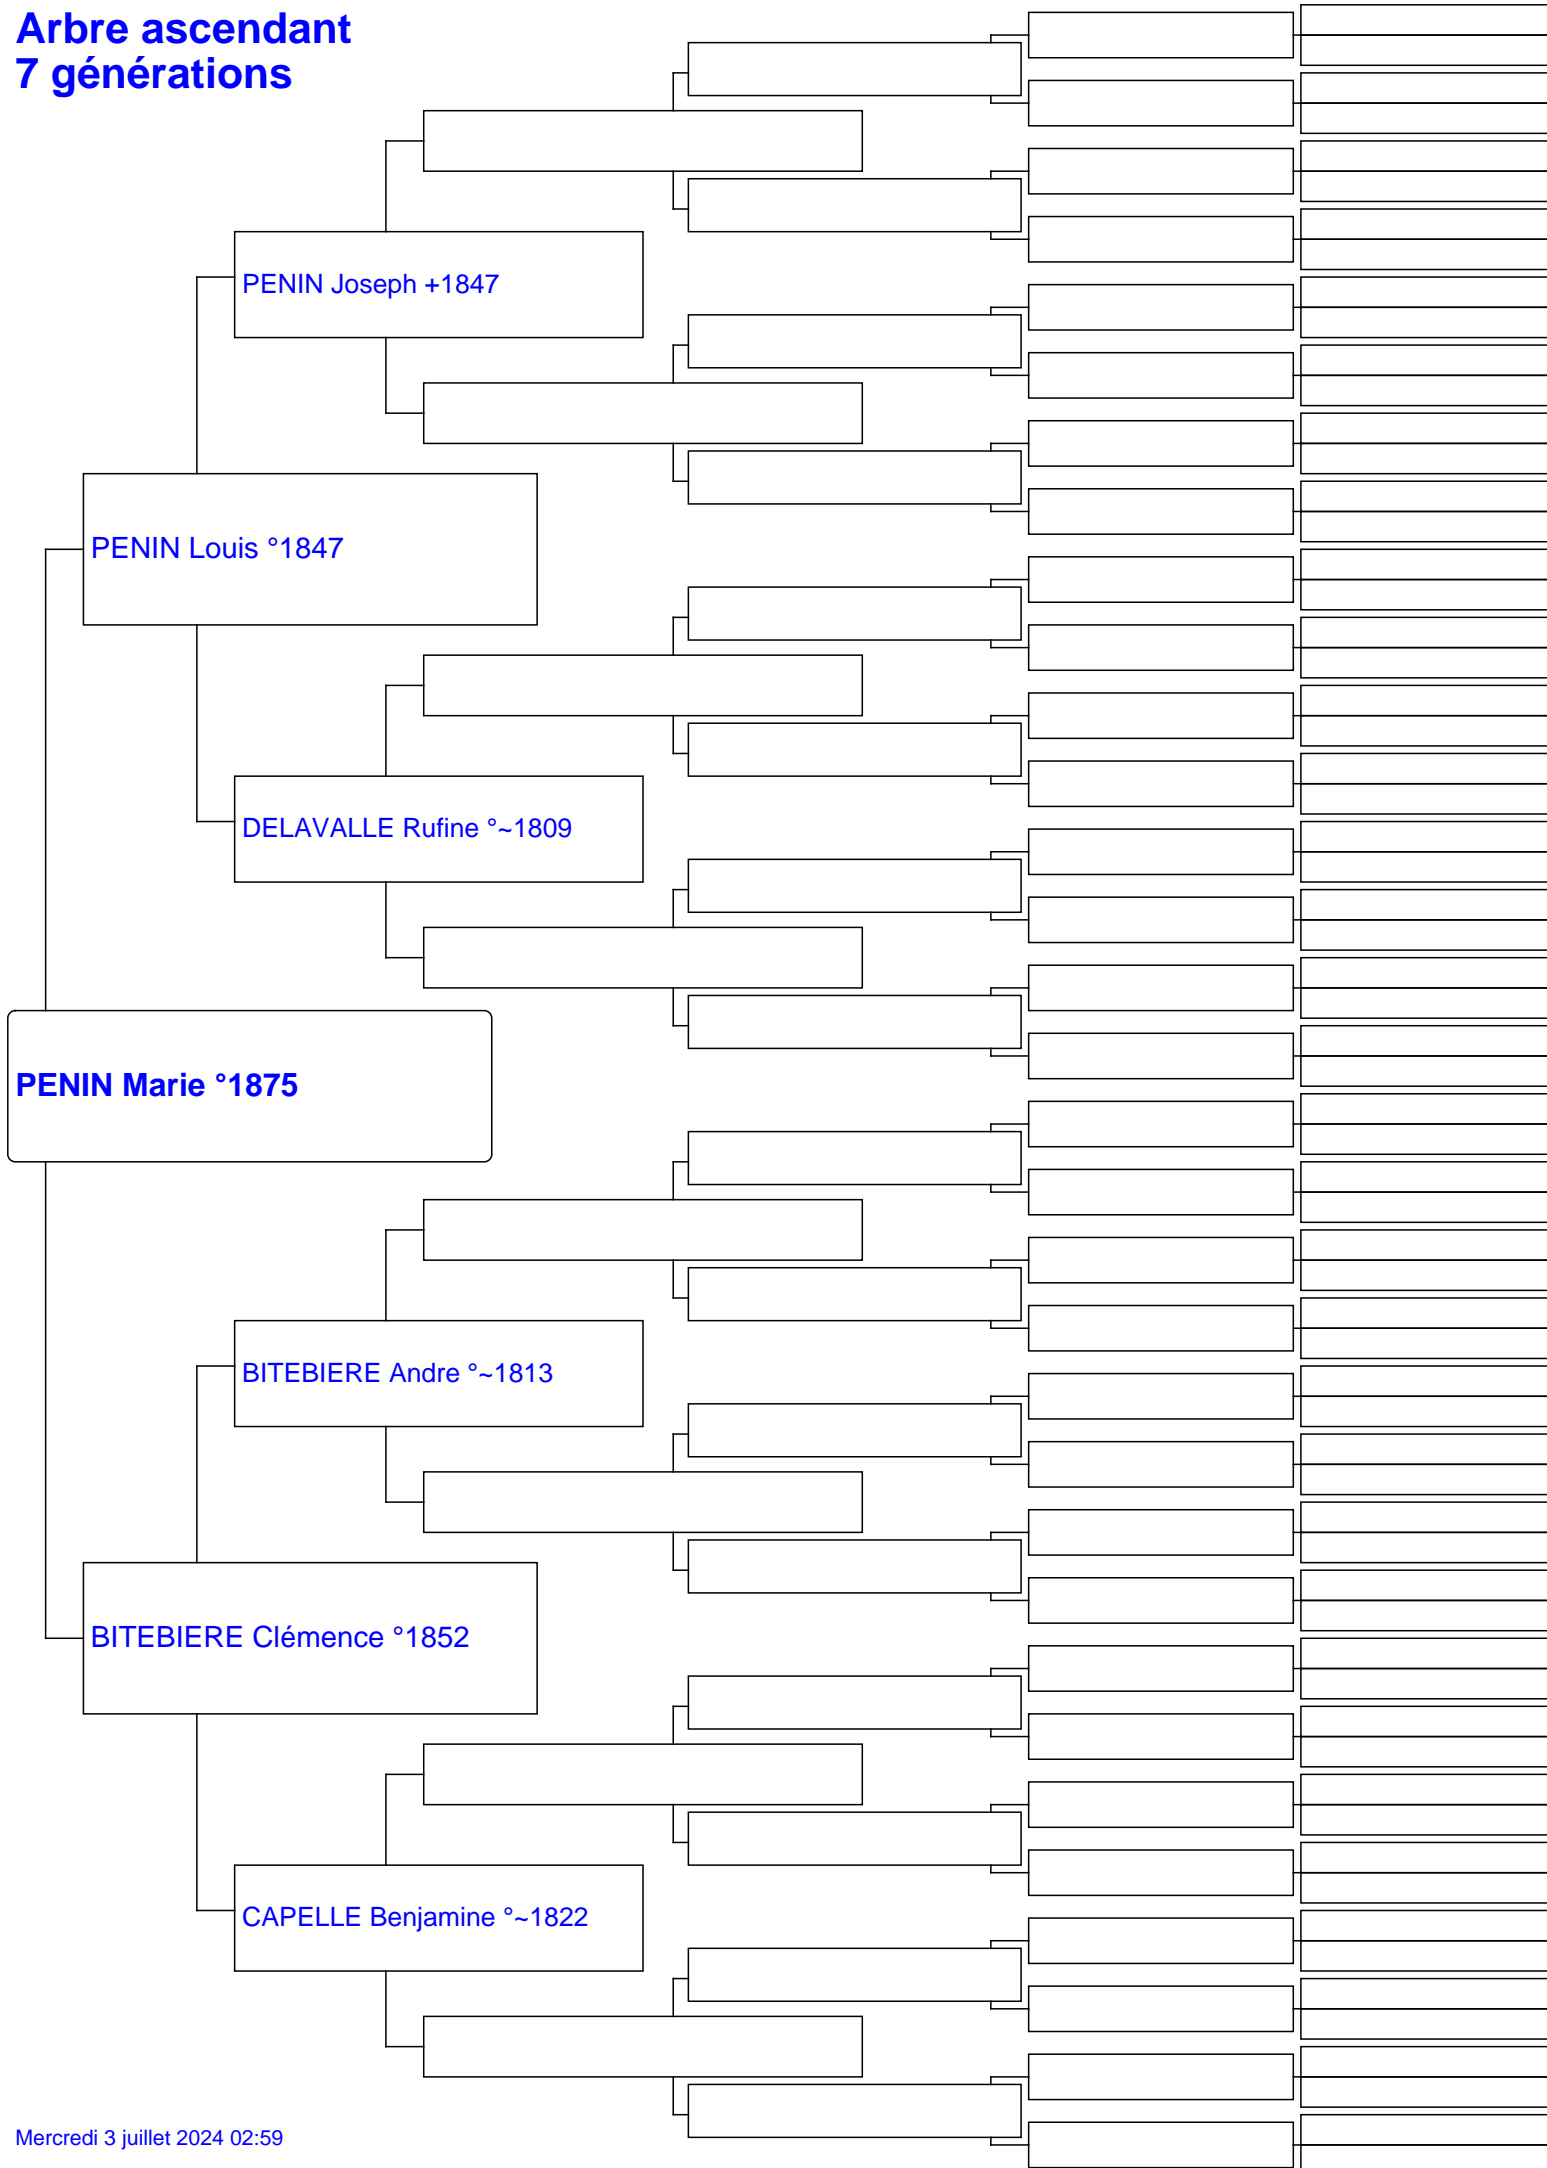 Arbre ascendant
7 générations
PENIN Joseph +1847
PENIN Louis °1847
DELAVALLE Rufine °~1809
PENIN Marie °1875
BITEBIERE Andre °~1813
BITEBIERE Clémence °1852
CAPELLE Benjamine °~1822
Mercredi 3 juillet 2024 02:59